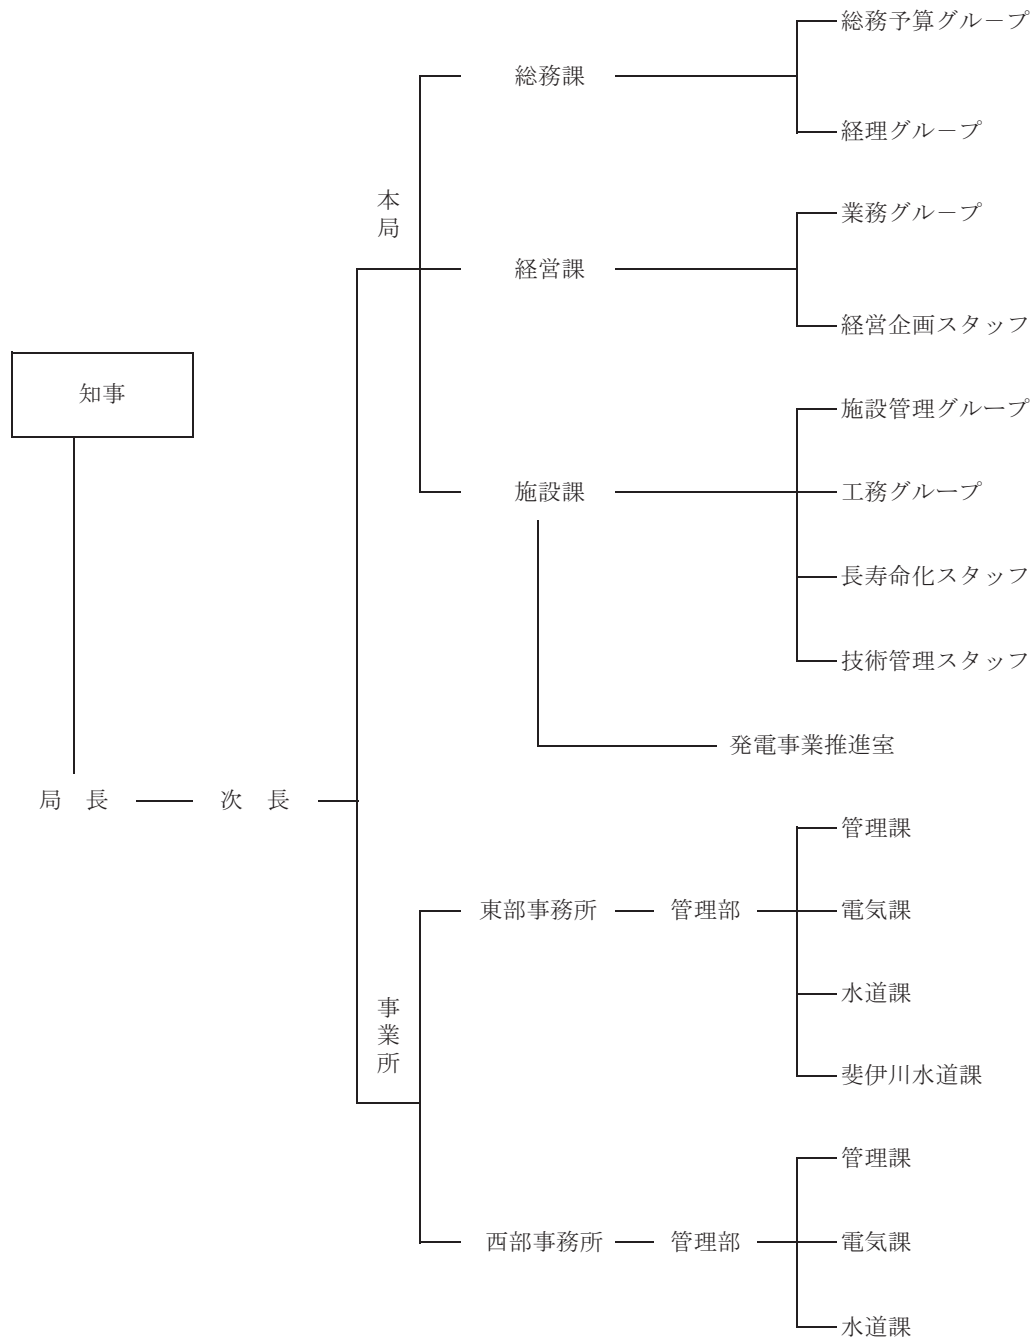 総務予算グループ
総務課
経理グループ
本局
業務グループ
経営課
経営企画スタッフ
知事
施設管理グループ
施設課
工務グループ
長寿命化スタッフ
技術管理スタッフ
発電事業推進室
局　長
次　長
管理課
東部事務所
管理部
電気課
水道課
事業所
斐伊川水道課
管理課
西部事務所
管理部
電気課
水道課